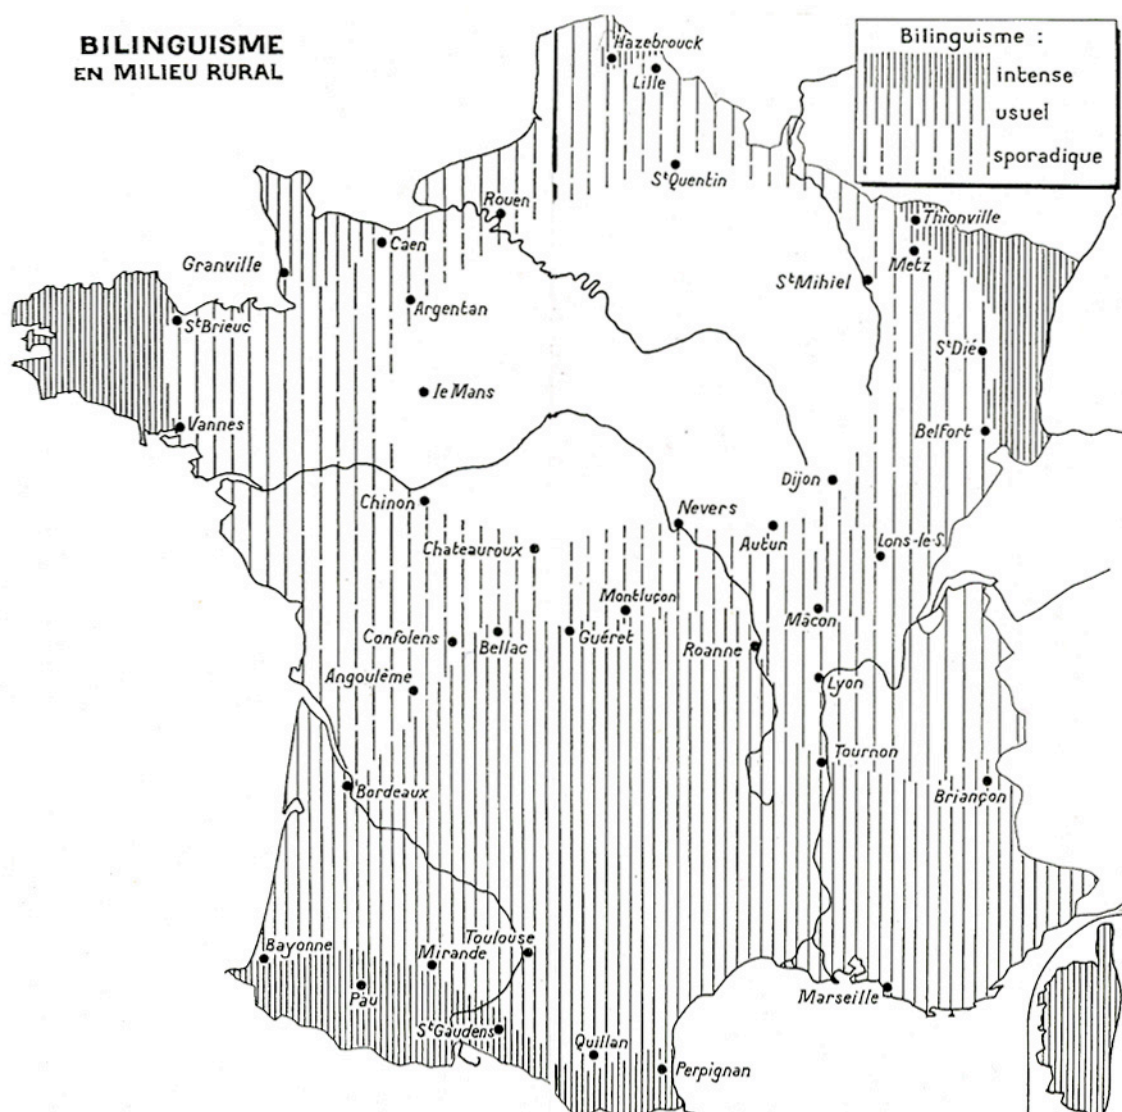 BILINGUISME
EN MILIEU RURAL
Bilinguisme :
intense
usuel
sporadique
Hazebrouck
Lille
St Quentin
Rouen
Thionville
Caen
Metz
Granville
St Mihiel
Argentan
St Brieuc
St Dié
le Mans
Vannes
Belfort
Dijon
Chinon
Nevers
Autun
Lons-le-S.
Chateauroux
Montluçon
Mâcon
Confolens
Bellac
Guéret
Roanne
Angoulême
Lyon
Tournon
Bordeaux
Briançon
Toulouse
Bayonne
Mirande
Pau
Marseille
St Gaudens
Quillan
Perpignan